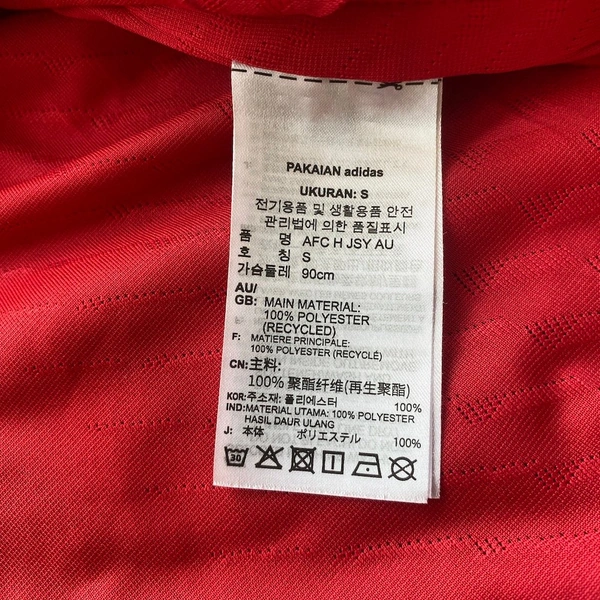 PAKAIAN adidas
UKURAN: S
전기용품 및 생활용품 안전
관리법에 의한 품질표시
품 명 AFC H JSY AU
호 칭 S
가슴둘레 90cm
AU/
GB: MAIN MATERIAL:
100% POLYESTER
(RECYCLED)
F: MATIERE PRINCIPALE:
100% POLYESTER (RECYCLÉ)
CN:主料:
100% 聚酯纤维(再生聚酯)
KOR:주소재: 폴리에스터 100%
IND:MATERIAL UTAMA: 100% POLYESTER
HASIL DAUR ULANG
J: 本体 ポリエステル 100%
30